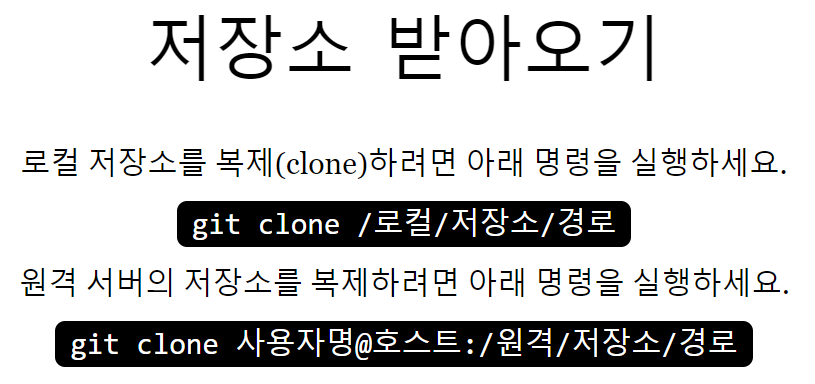 저장소 받아오기
로컬 저장소를 복제(clone)하려면 아래 명령을 실행하세요.
git clone /로컬/저장소/경로
원격 서버의 저장소를 복제하려면 아래 명령을 실행하세요.
git clone 사용자명@호스트:/원격/저장소/경로